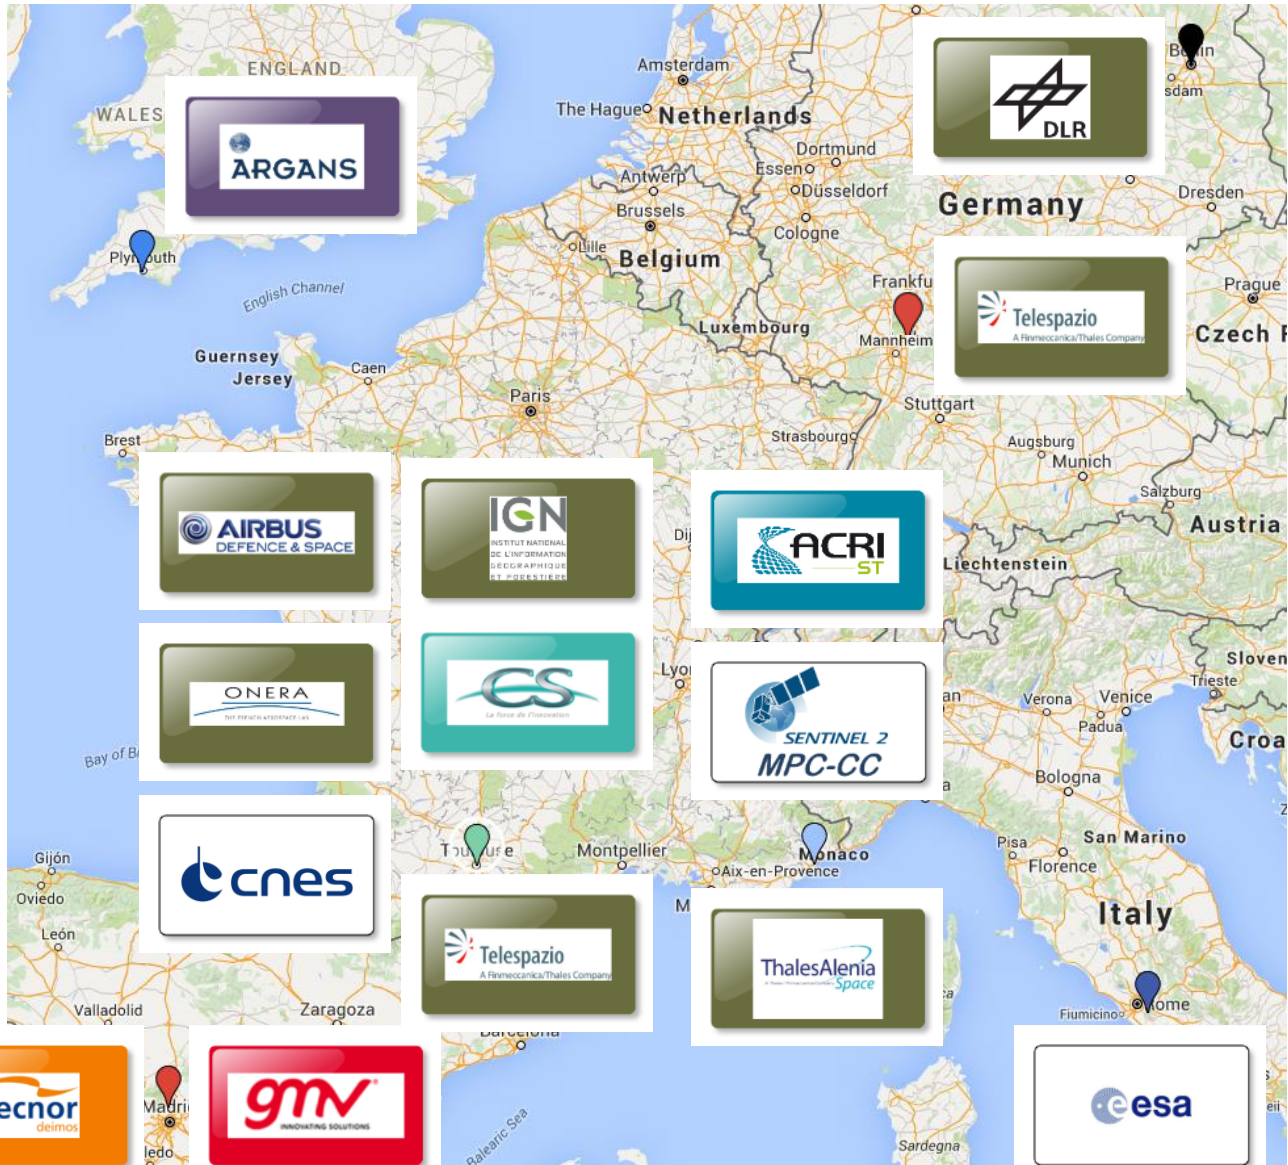 Amsterdam
ENGLAND
WALES
The Hague
Netherlands
DLR
ARGANS
Dortmund
Essen
Antwerp
Düsseldorf
Dresden
Brussels
Germany
Cologne
Lille
Belgium
English Channel
Prague
Telespazio
A Finmeccanica/Thales Company
Luxembourg
Mannheim
Guernsey
Jersey
Caen
Paris
Stuttgart
Brest
Strasbourg
Augsburg
Munich
Salzburg
AIRBUS
DEFENCE & SPACE
IGN
INSTITUT NATIONAL
DE L'INFORMATION
GÉOGRAPHIQUE
ET FORESTIÈRE
ACRI
ST
Austria
Liechtenstein
ONERA
THE FRENCH AEROSPACE LAB
CS
La force de l'innovation
SENTINEL 2
MPC-CC
Trieste
Verona
Venice
Padua
Bologna
cnes
Gijón
Oviedo
León
Montpellier
Monaco
Aix-en-Provence
Pisa
San Marino
Florence
Italy
Telespazio
A Finmeccanica/Thales Company
ThalesAlenia
Space
Valladolid
Zaragoza
Fiumicino
Barcelona
ecnor
deimos
gmv
INNOVATING SOLUTIONS
Balearic Sea
Sardegna
esa